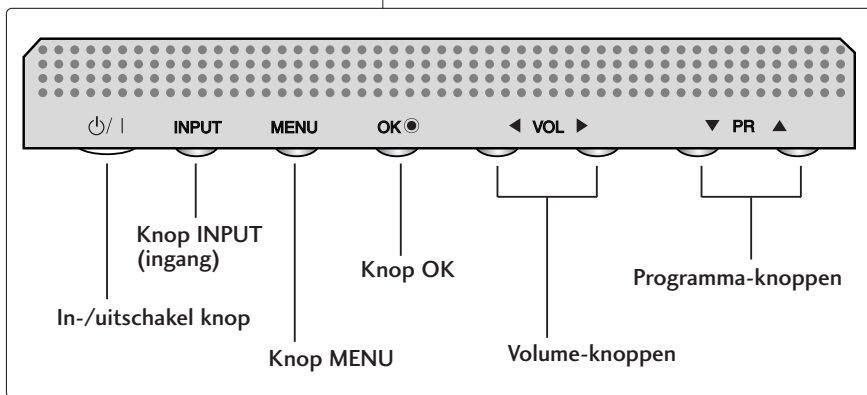 ⏻/ I INPUT MENU OK◉ ◀ VOL ▶ ▼ PR ▲
Knop INPUT
(ingang)
Knop OK
Programma-knoppen
In-/uitschakel knop
Knop MENU
Volume-knoppen